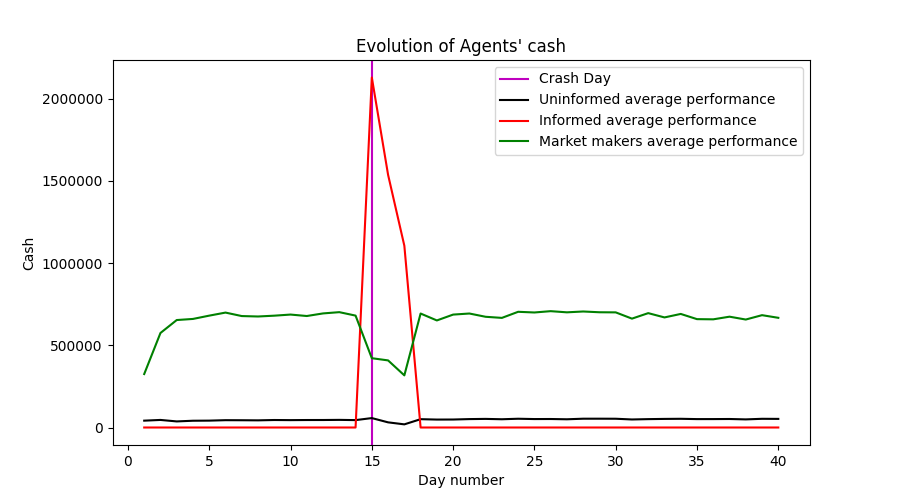 Evolution of Agents' cash
Crash Day
Uninformed average performance
Informed average performance
Market makers average performance
Cash
2000000
1500000
1000000
500000
0
0 5 10 15 20 25 30 35 40
Day number